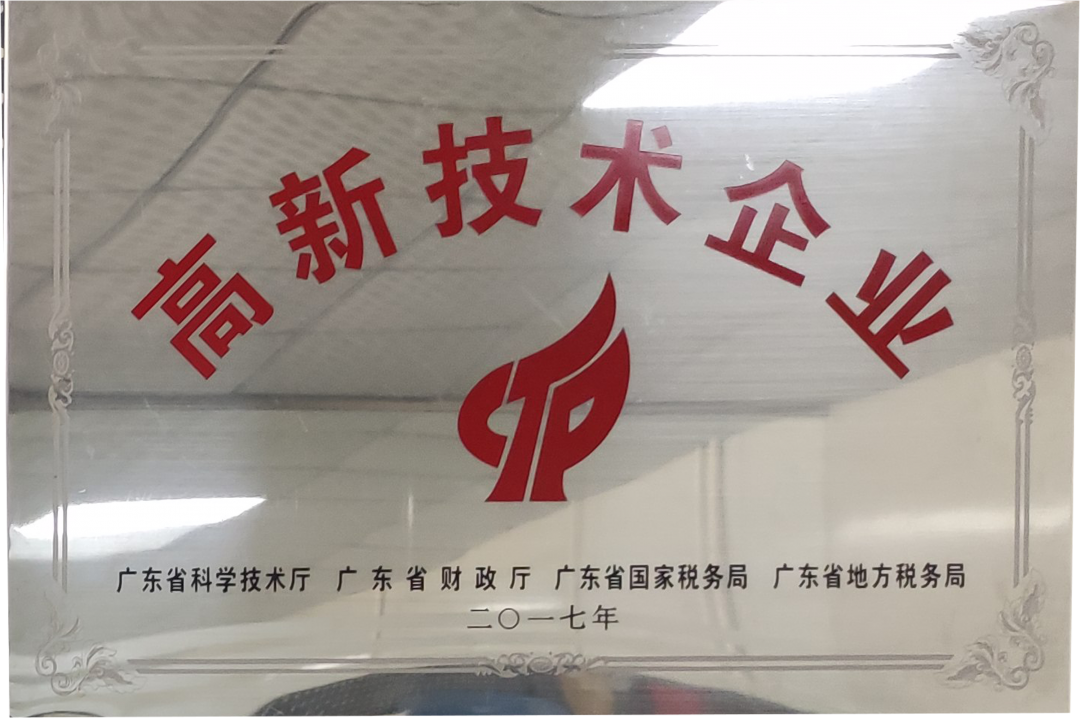 高新技术企业
广东省科学技术厅 广东省财政厅 广东省国家税务局 广东省地方税务局
二〇一七年